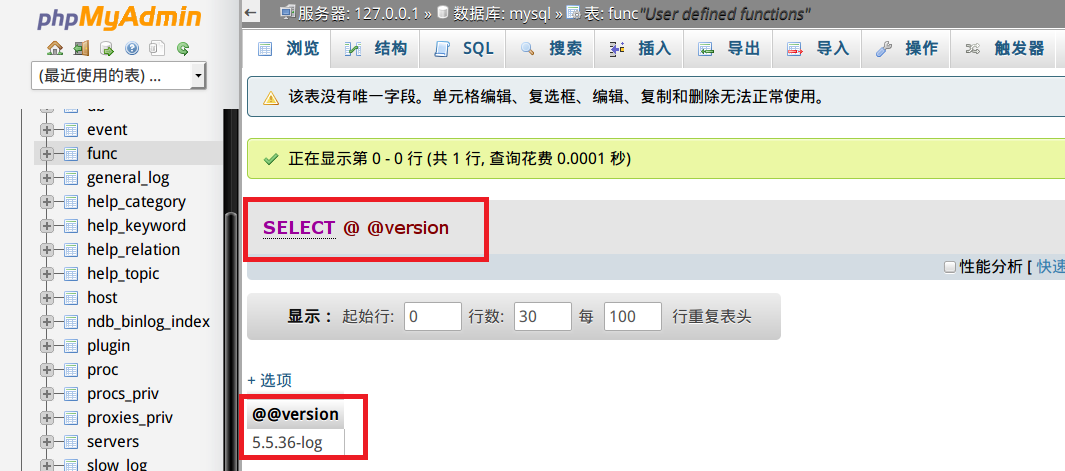 phpMyAdmin
(最近使用的表) ...
db
event
func
general_log
help_category
help_keyword
help_relation
help_topic
host
ndb_binlog_index
plugin
proc
procs_priv
proxies_priv
servers
slow_log
服务器: 127.0.0.1 » 数据库: mysql » 表: func "User defined functions"
浏览 结构 SQL 搜索 插入 导出 导入 操作 触发器
该表没有唯一字段。单元格编辑、复选框、编辑、复制和删除无法正常使用。
正在显示第 0 - 0 行 (共 1 行, 查询花费 0.0001 秒)
SELECT @ @version
性能分析 [ 快速
显示： 起始行: 0 行数: 30 每 100 行重复表头
+ 选项
@@version
5.5.36-log